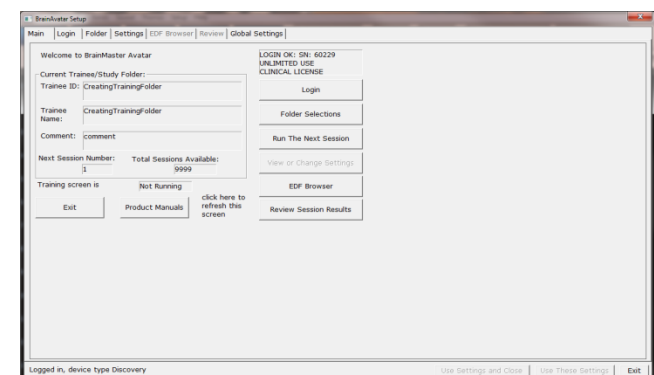 BrainAvatar Setup
Main Login Folder Settings EDF Browser Review Global Settings
Welcome to BrainMaster Avatar
LOGIN OK: SN: 60229
UNLIMITED USE
CLINICAL LICENSE
Current Trainee/Study Folder:
Trainee ID: CreatingTrainingFolder
Login
Trainee Name: CreatingTrainingFolder
Folder Selections
Comment: comment
Run The Next Session
Next Session Number: Total Sessions Available:
1 9999
View or Change Settings
Training screen is Not Running
EDF Browser
Exit
Product Manuals
click here to
refresh this
screen
Review Session Results
Logged in, device type Discovery
Use Settings and Close Use These Settings Exit